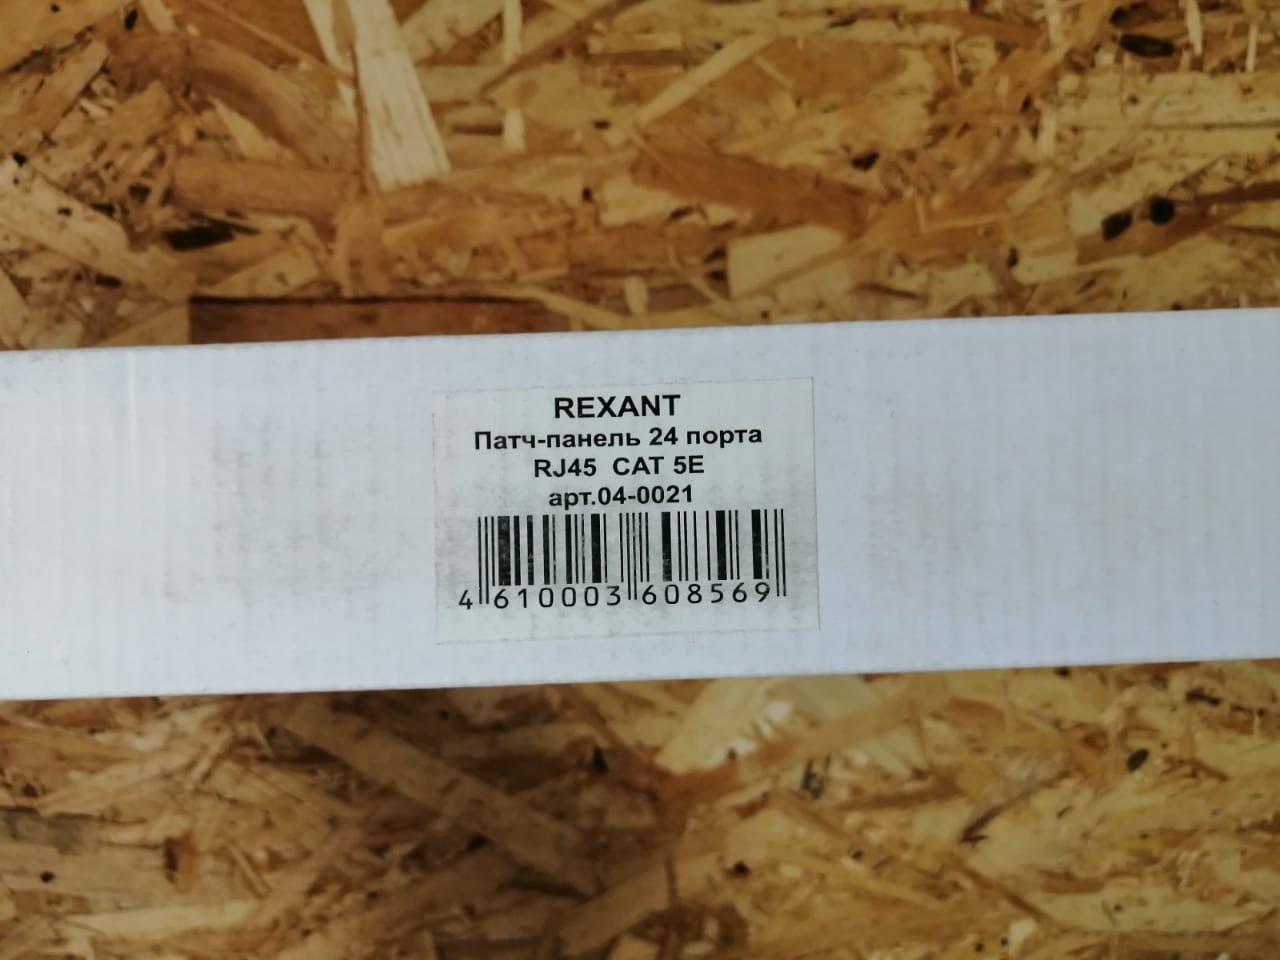 REXANT
Патч-панель 24 порта
RJ45 CAT 5E
арт.04-0021
4 610003 608569